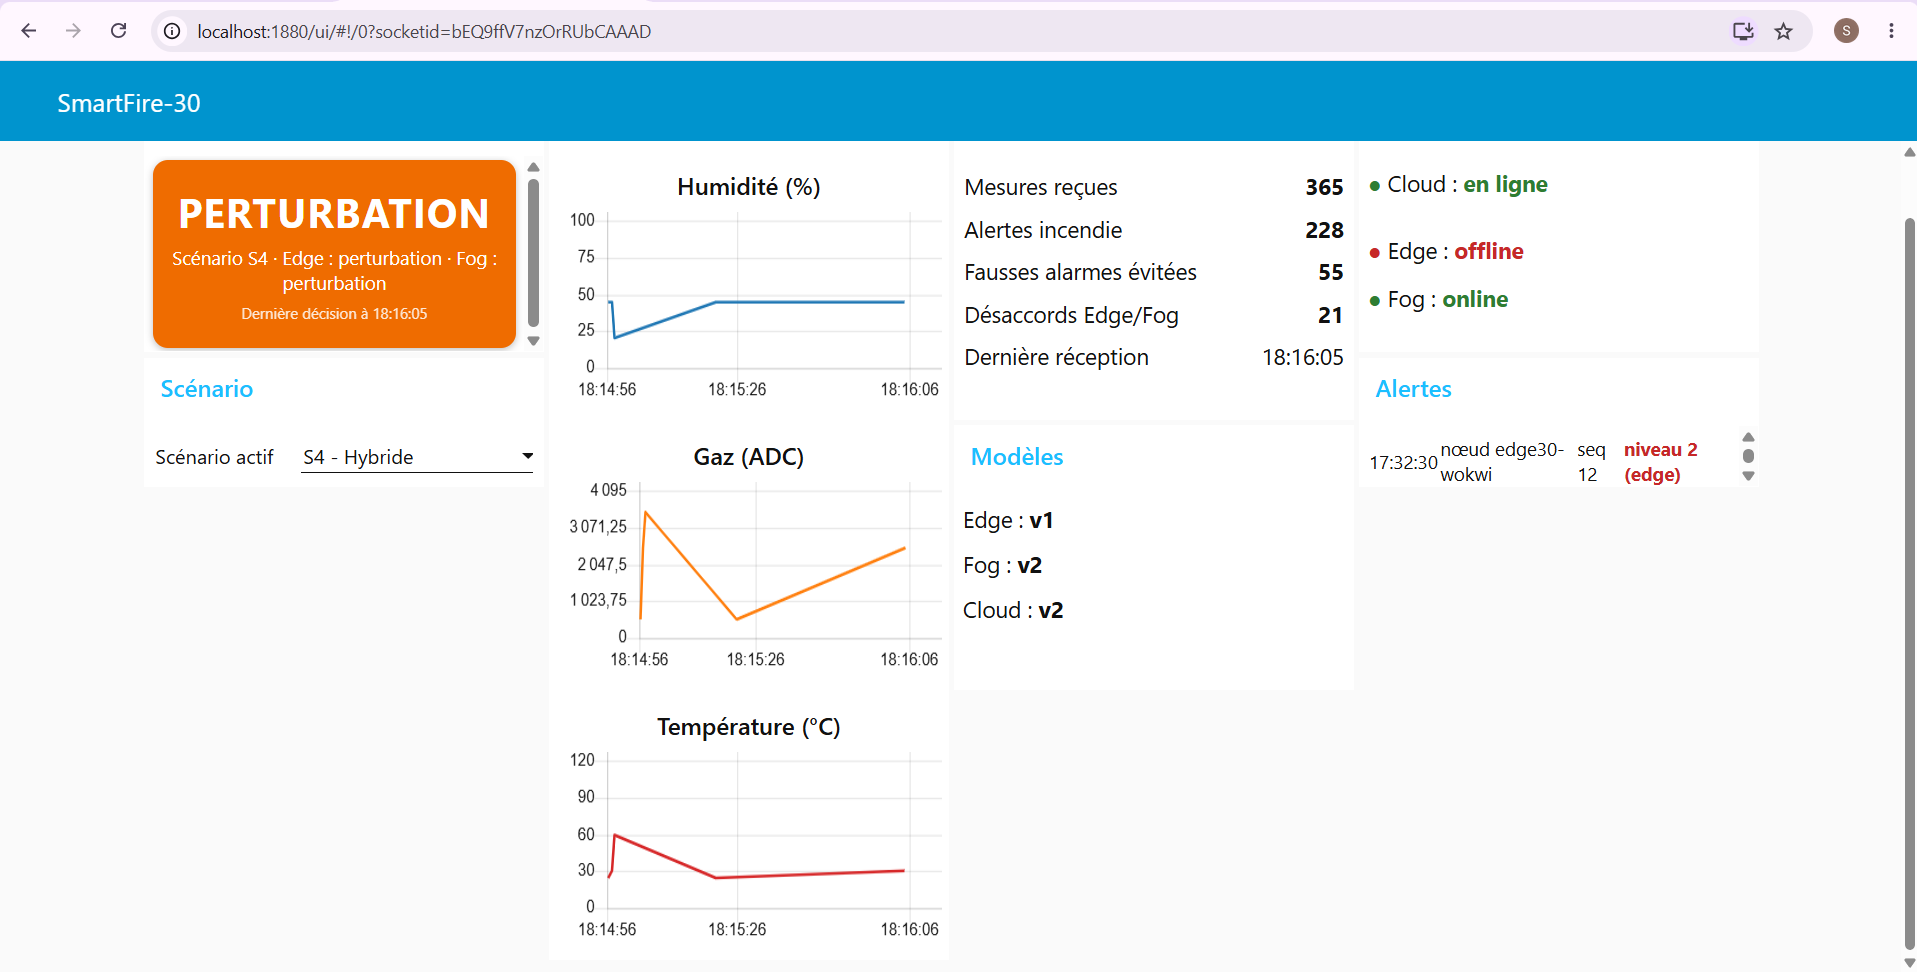 localhost:1880/ui/#!/0?socketid=bEQ9ffV7nzOrRUbCAAAD
S
SmartFire-30
PERTURBATION
Scénario S4 · Edge : perturbation · Fog :
perturbation
Dernière décision à 18:16:05
Scénario
Scénario actif S4 - Hybride
Humidité (%)
100
75
50
25
0
18:14:56 18:15:26 18:16:06
Gaz (ADC)
4 095
3 071,25
2 047,5
1 023,75
0
18:14:56 18:15:26 18:16:06
Température (°C)
120
90
60
30
0
18:14:56 18:15:26 18:16:06
Mesures reçues 365
Alertes incendie 228
Fausses alarmes évitées 55
Désaccords Edge/Fog 21
Dernière réception 18:16:05
Modèles
Edge : v1
Fog : v2
Cloud : v2
● Cloud : en ligne
● Edge : offline
● Fog : online
Alertes
17:32:30 nœud edge30-wokwi seq 12 niveau 2 (edge)